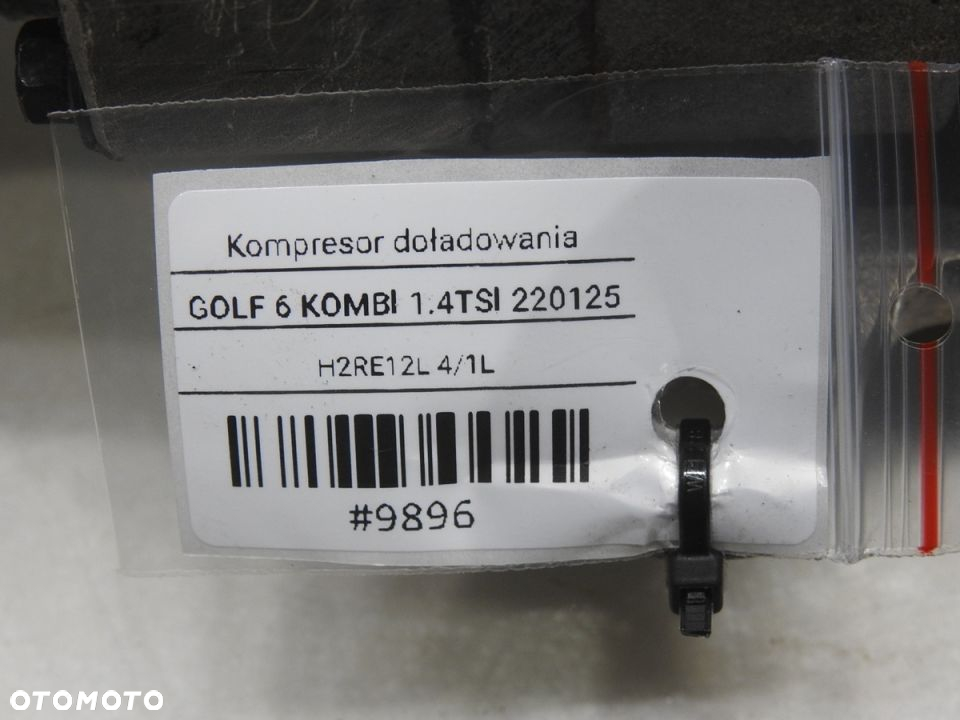 Kompresor doładowania
GOLF 6 KOMBI 1.4TSI 220125
H2RE12L 4/1L
#9896
OTOMOTO